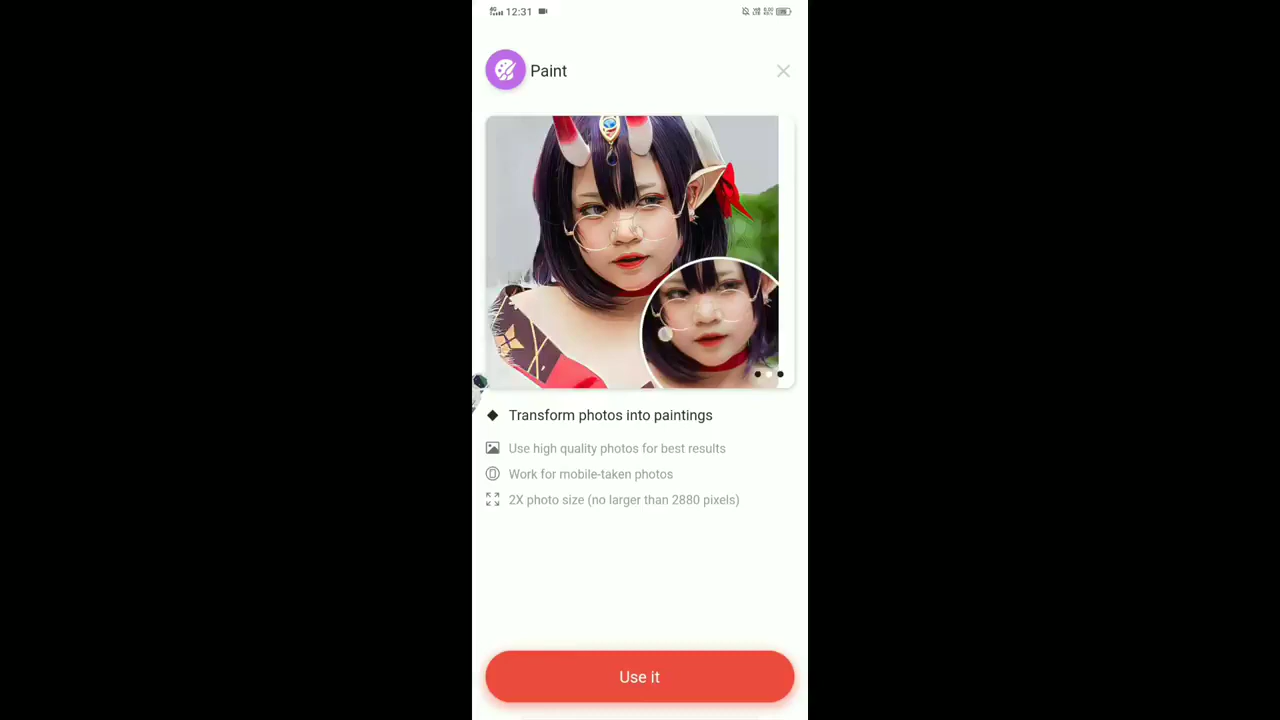 12:31
Paint
Transform photos into paintings
Use high quality photos for best results
Work for mobile-taken photos
2X photo size (no larger than 2880 pixels)
Use it